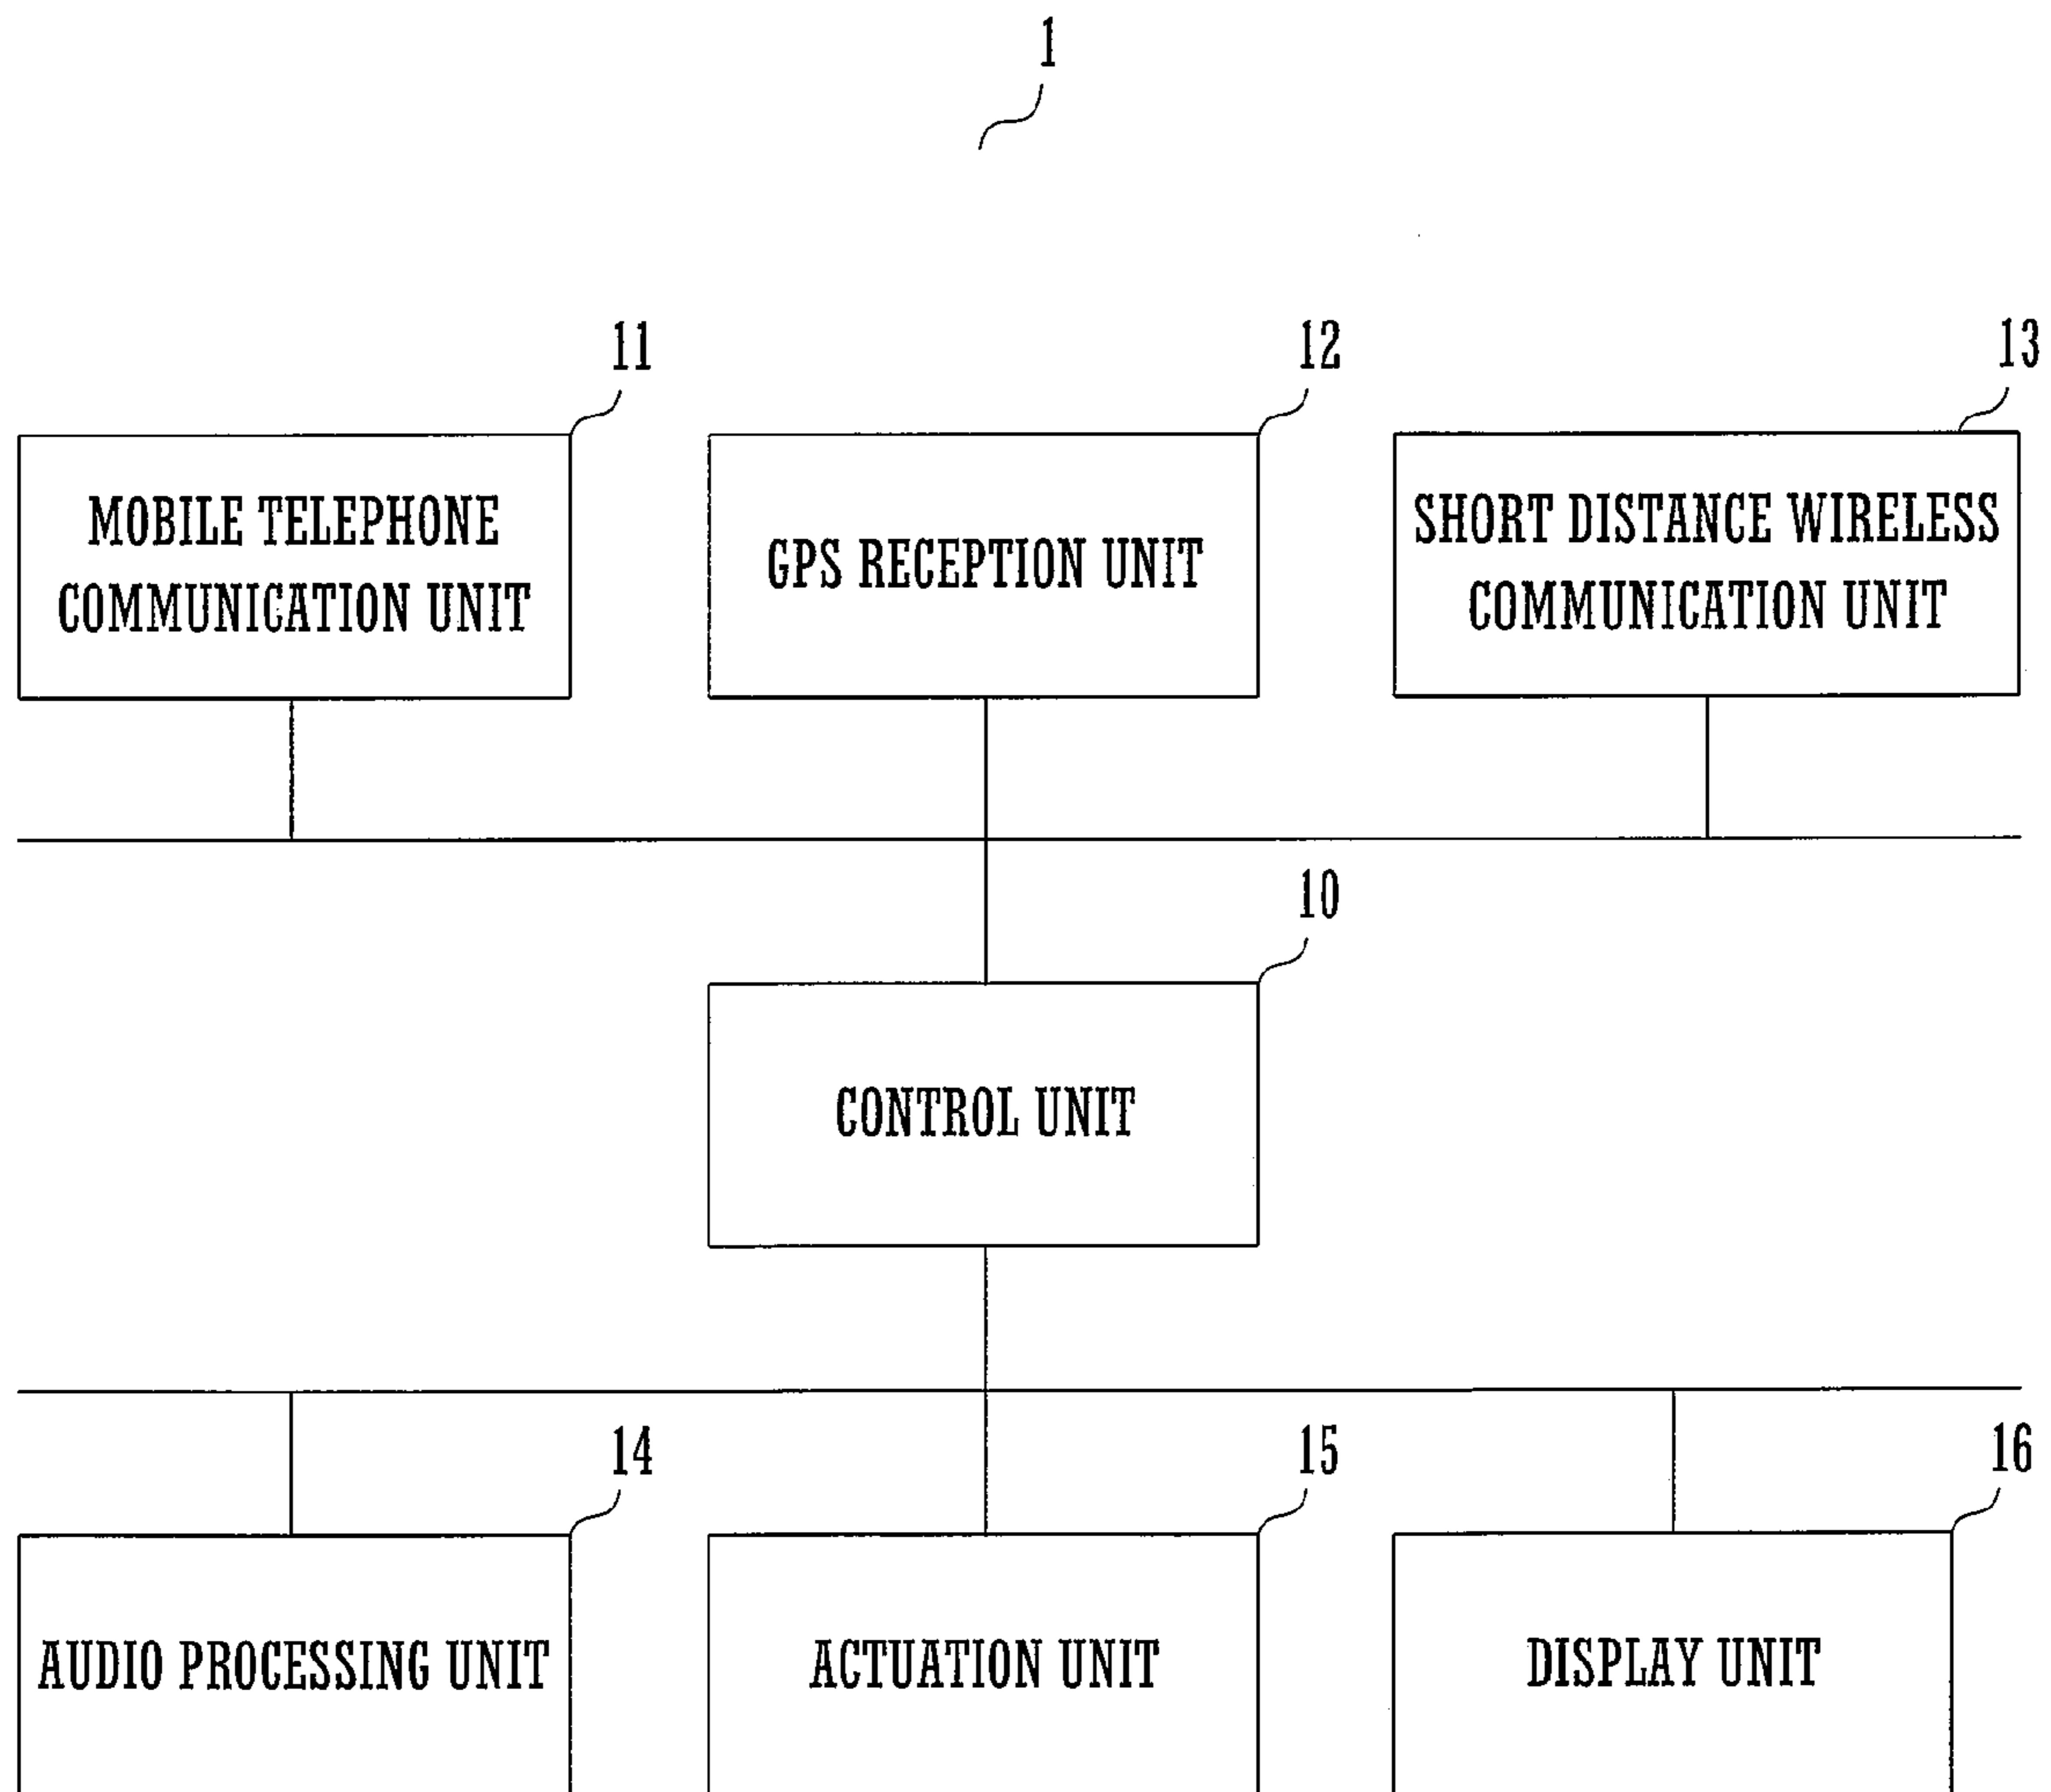 1
11
12
13
MOBILE TELEPHONE
COMMUNICATION UNIT
GPS RECEPTION UNIT
SHORT DISTANCE WIRELESS
COMMUNICATION UNIT
10
CONTROL UNIT
14
15
16
AUDIO PROCESSING UNIT
ACTUATION UNIT
DISPLAY UNIT